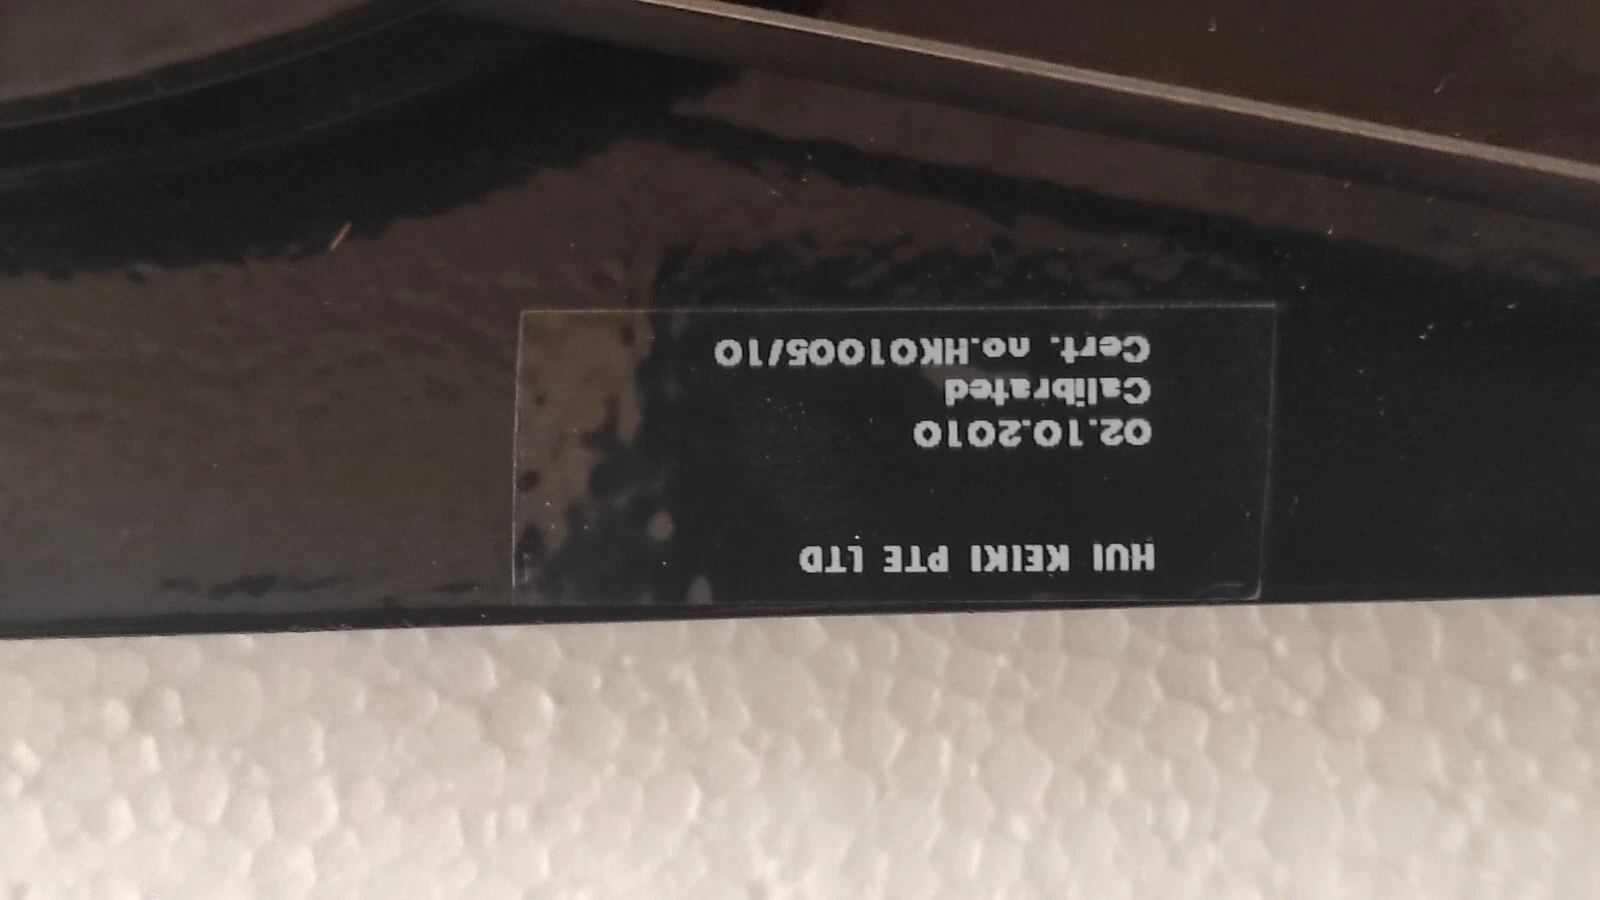 HUI KEIKI PTE LTD
02.10.2010
Calibrated
Cert. no.HK01005/10